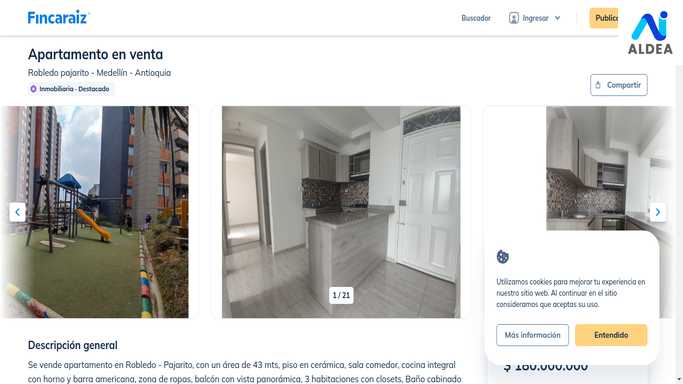 Fincaraiz
Buscador
Ingresar
Publica
ALDEA
Apartamento en venta
Robledo pajarito - Medellín - Antioquia
Inmobiliaria - Destacado
Compartir
1 / 21
Utilizamos cookies para mejorar tu experiencia en
nuestro sitio web. Al continuar en el sitio
consideramos que aceptas su uso.
Más información
Entendido
Descripción general
$ 180.000.000
Se vende apartamento en Robledo - Pajarito, con un área de 43 mts, piso en cerámica, sala comedor, cocina integral
con horno y barra americana, zona de ropas, balcón con vista panorámica, 3 habitaciones con closets, Baño cabinado